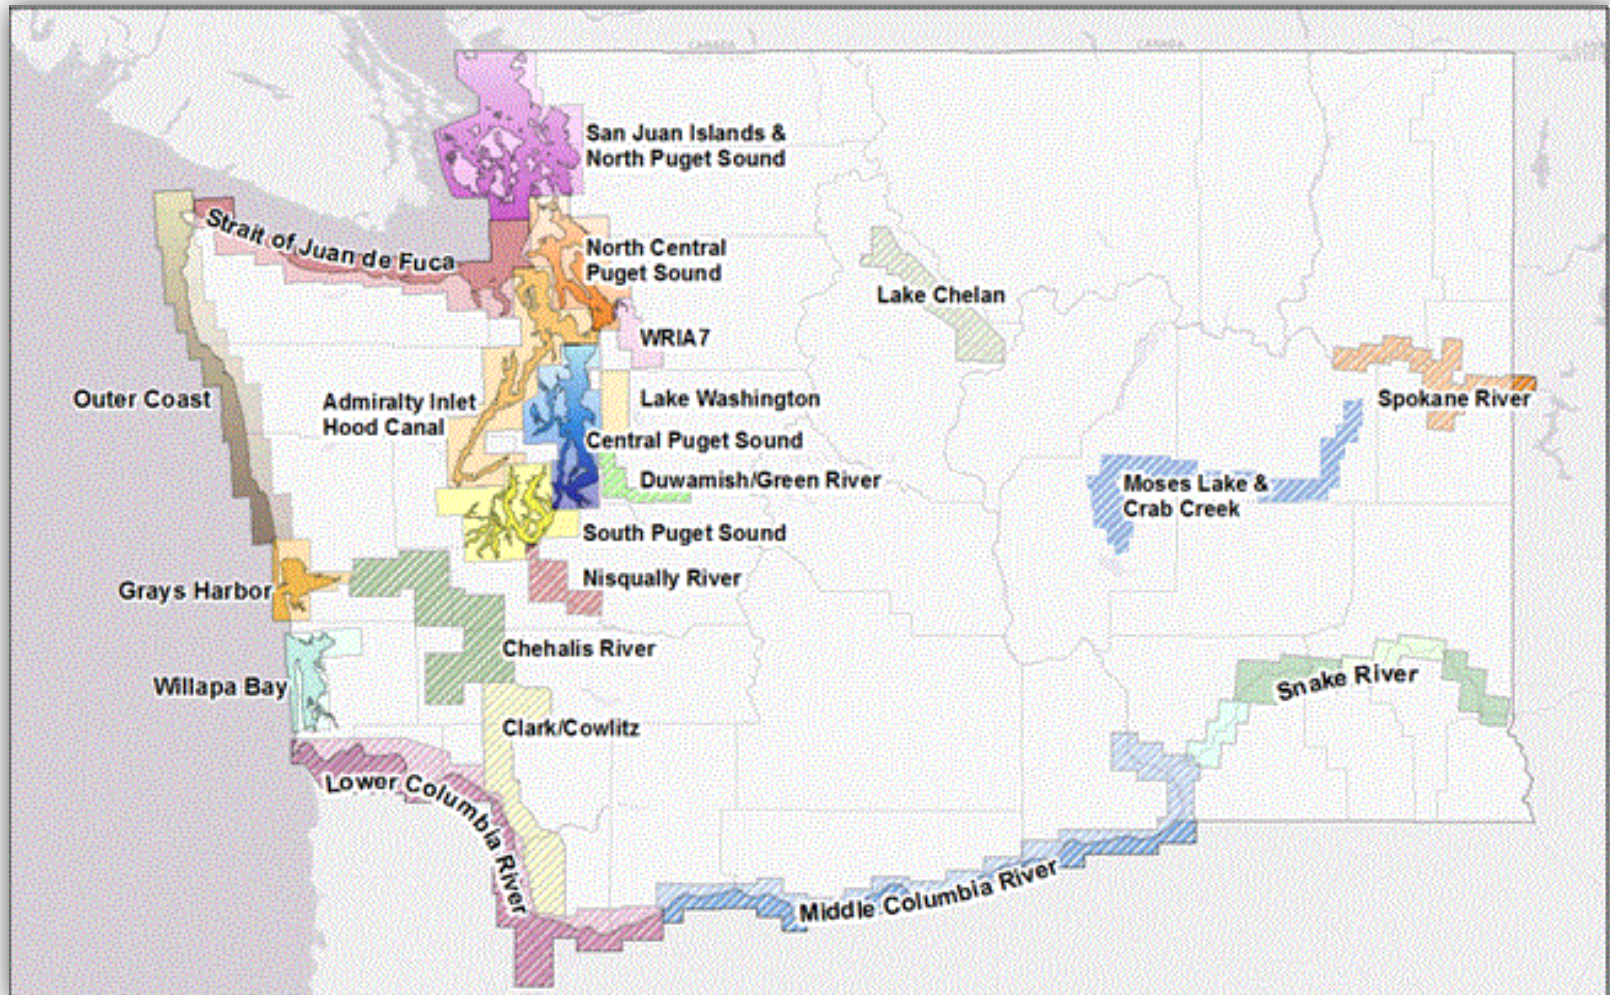 CANADA
CANADA
San Juan Islands &
North Puget Sound
Strait of Juan de Fuca
North Central
Puget Sound
Lake Chelan
WRIA7
Outer Coast
Admiralty Inlet
Hood Canal
Lake Washington
Spokane River
Central Puget Sound
Duwamish/Green River
Moses Lake &
Crab Creek
South Puget Sound
Nisqually River
Grays Harbor
Chehalis River
Willapa Bay
Snake River
Clark/Cowlitz
Lower Columbia River
Middle Columbia River